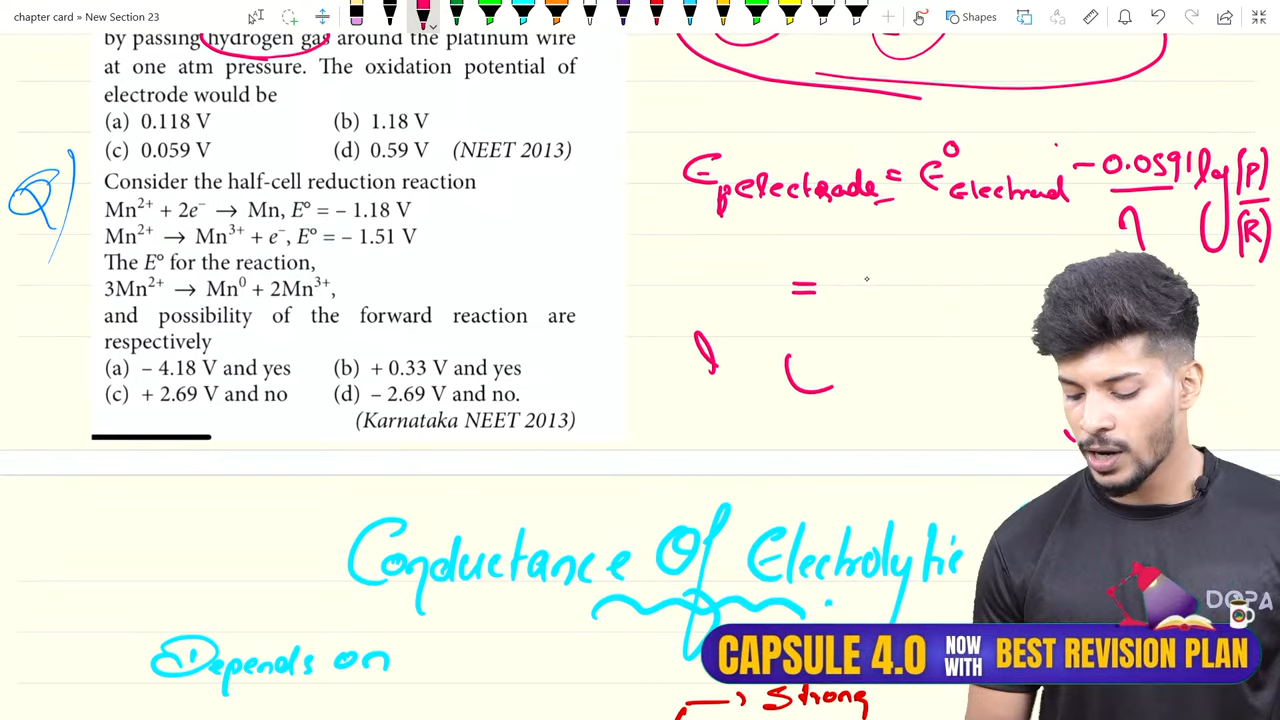 chapter card » New Section 23
Shapes
by passing hydrogen gas around the platinum wire
at one atm pressure. The oxidation potential of
electrode would be
(a) 0.118 V (b) 1.18 V
(c) 0.059 V (d) 0.59 V (NEET 2013)
Q)
Consider the half-cell reduction reaction
Mn²⁺ + 2e⁻ → Mn, Eº = – 1.18 V
Mn²⁺ → Mn³⁺ + e⁻, Eº = – 1.51 V
The Eº for the reaction,
3Mn²⁺ → Mn⁰ + 2Mn³⁺,
and possibility of the forward reaction are
respectively
(a) – 4.18 V and yes (b) + 0.33 V and yes
(c) + 2.69 V and no (d) – 2.69 V and no.
(Karnataka NEET 2013)
= E⁰ - 0.0591 log (P)
n (R)
=
Conductance Of Electrolytic
Depends on
→ Strong
DOPA
CAPSULE 4.0 NOW WITH BEST REVISION PLAN